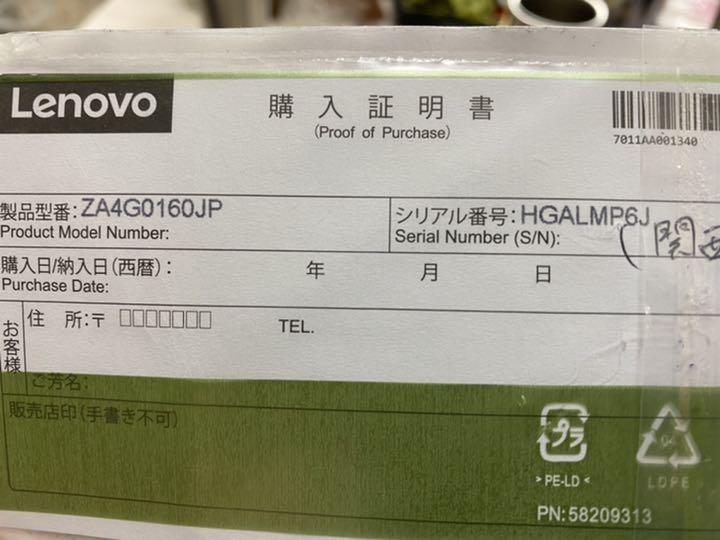 Lenovo
購入証明書
(Proof of Purchase)
7011AA001340
製品型番: ZA4G0160JP
Product Model Number:
シリアル番号: HGALMP6J
Serial Number (S/N):
(関西
購入日/納入日(西暦): 年 月 日
Purchase Date:
お客様
住 所:〒 □□□□□□□ TEL.
ご芳名:
販売店印(手書き不可)
プラ
04
> PE-LD <
LDPE
PN:58209313